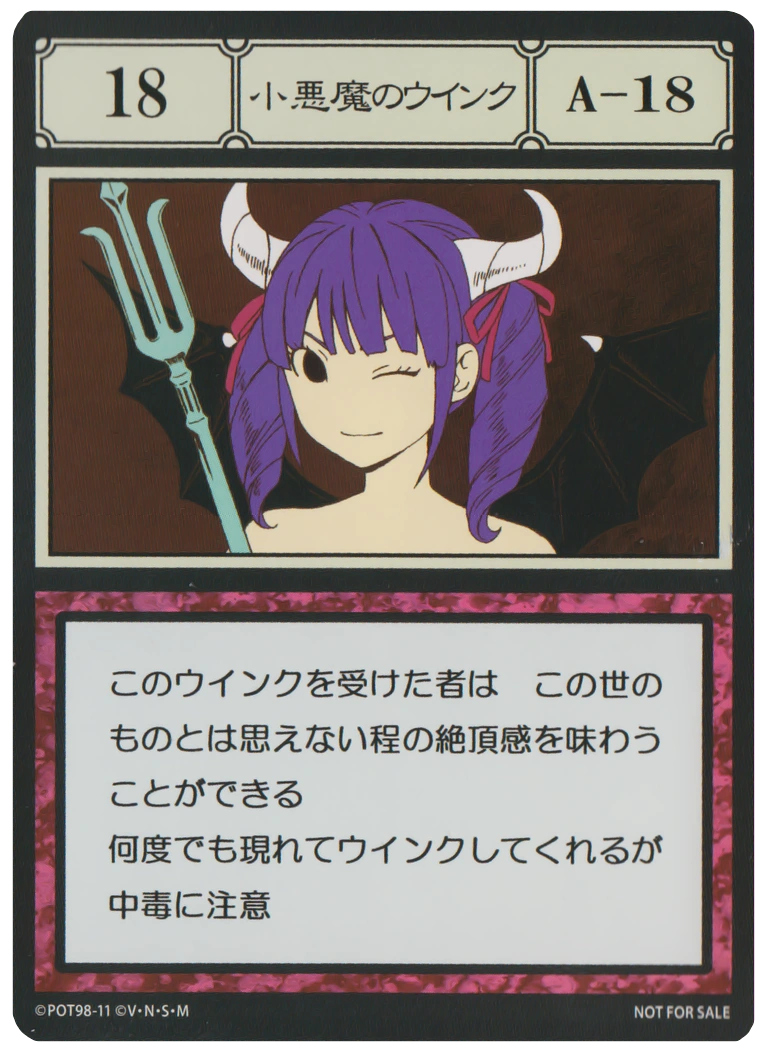 18
小悪魔のウインク
A-18
このウインクを受けた者は　この世の
ものとは思えない程の絶頂感を味わう
ことができる
何度でも現れてウインクしてくれるが
中毒に注意
©POT98-11 ©V・N・S・M
NOT FOR SALE